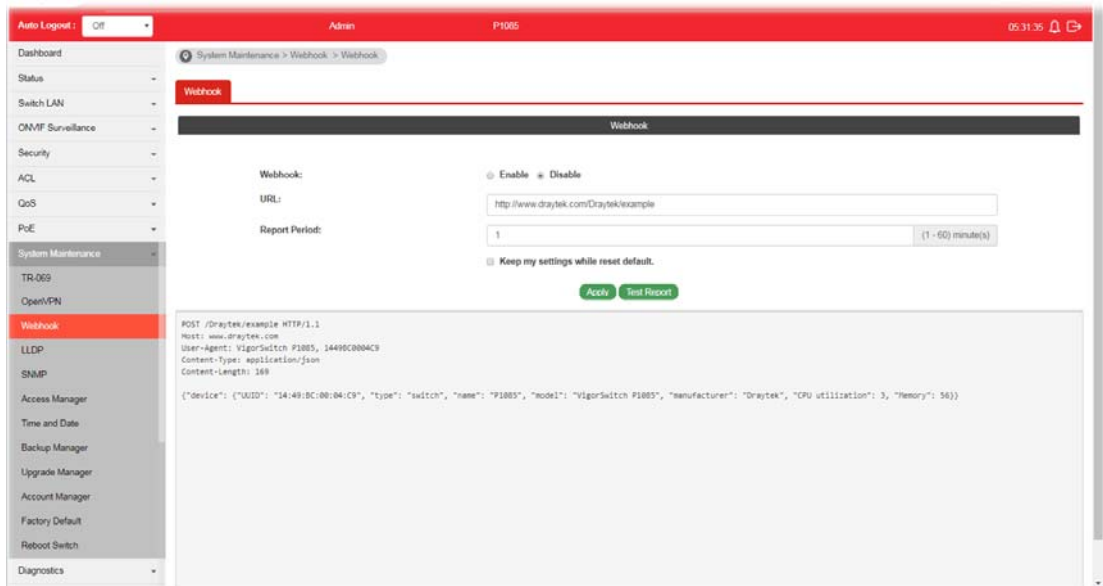 Auto Logout : Off Admin P1085 05:31:35
Dashboard
Status
Switch LAN
ONVIF Surveillance
Security
ACL
QoS
PoE
System Maintenance
TR-069
OpenVPN
Webhook
LLDP
SNMP
Access Manager
Time and Date
Backup Manager
Upgrade Manager
Account Manager
Factory Default
Reboot Switch
Diagnostics
System Maintenance > Webhook > Webhook
Webhook
Webhook
Webhook: Enable Disable
URL: http://www.draytek.com/Draytek/example
Report Period: 1 (1 - 60) minute(s)
Keep my settings while reset default.
Apply Test Report
POST /Draytek/example HTTP/1.1
Host: www.draytek.com
User-Agent: VigorSwitch P1085, 1449BC0004C9
Content-Type: application/json
Content-Length: 169
{"device": {"UUID": "14:49:BC:00:04:C9", "type": "switch", "name": "P1085", "model": "VigorSwitch P1085", "manufacturer": "Draytek", "CPU utilization": 3, "Memory": 56}}